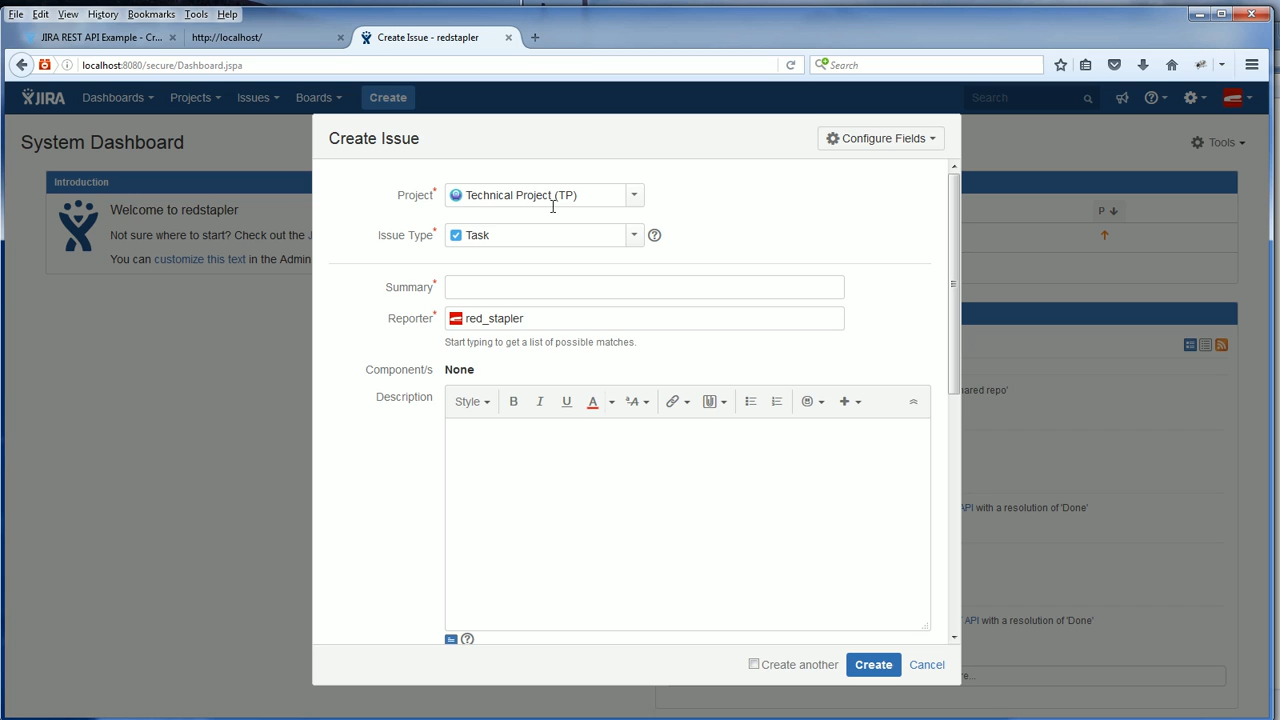 File Edit View History Bookmarks Tools Help
JIRA REST API Example - Cr...
http://localhost/
Create Issue - redstapler
localhost:8080/secure/Dashboard.jspa
Search
JIRA Dashboards Projects Issues Boards Create Search
System Dashboard
Tools
Introduction
Welcome to redstapler
Not sure where to start? Check out the
You can customize this text in the Admin
Create Issue
Configure Fields
Project* Technical Project (TP)
Issue Type* Task
Summary*
Reporter* red_stapler
Start typing to get a list of possible matches.
Component/s None
Description
Style B I U A
Create another Create Cancel
P
ared repo'
API with a resolution of 'Done'
API with a resolution of 'Done'
e...